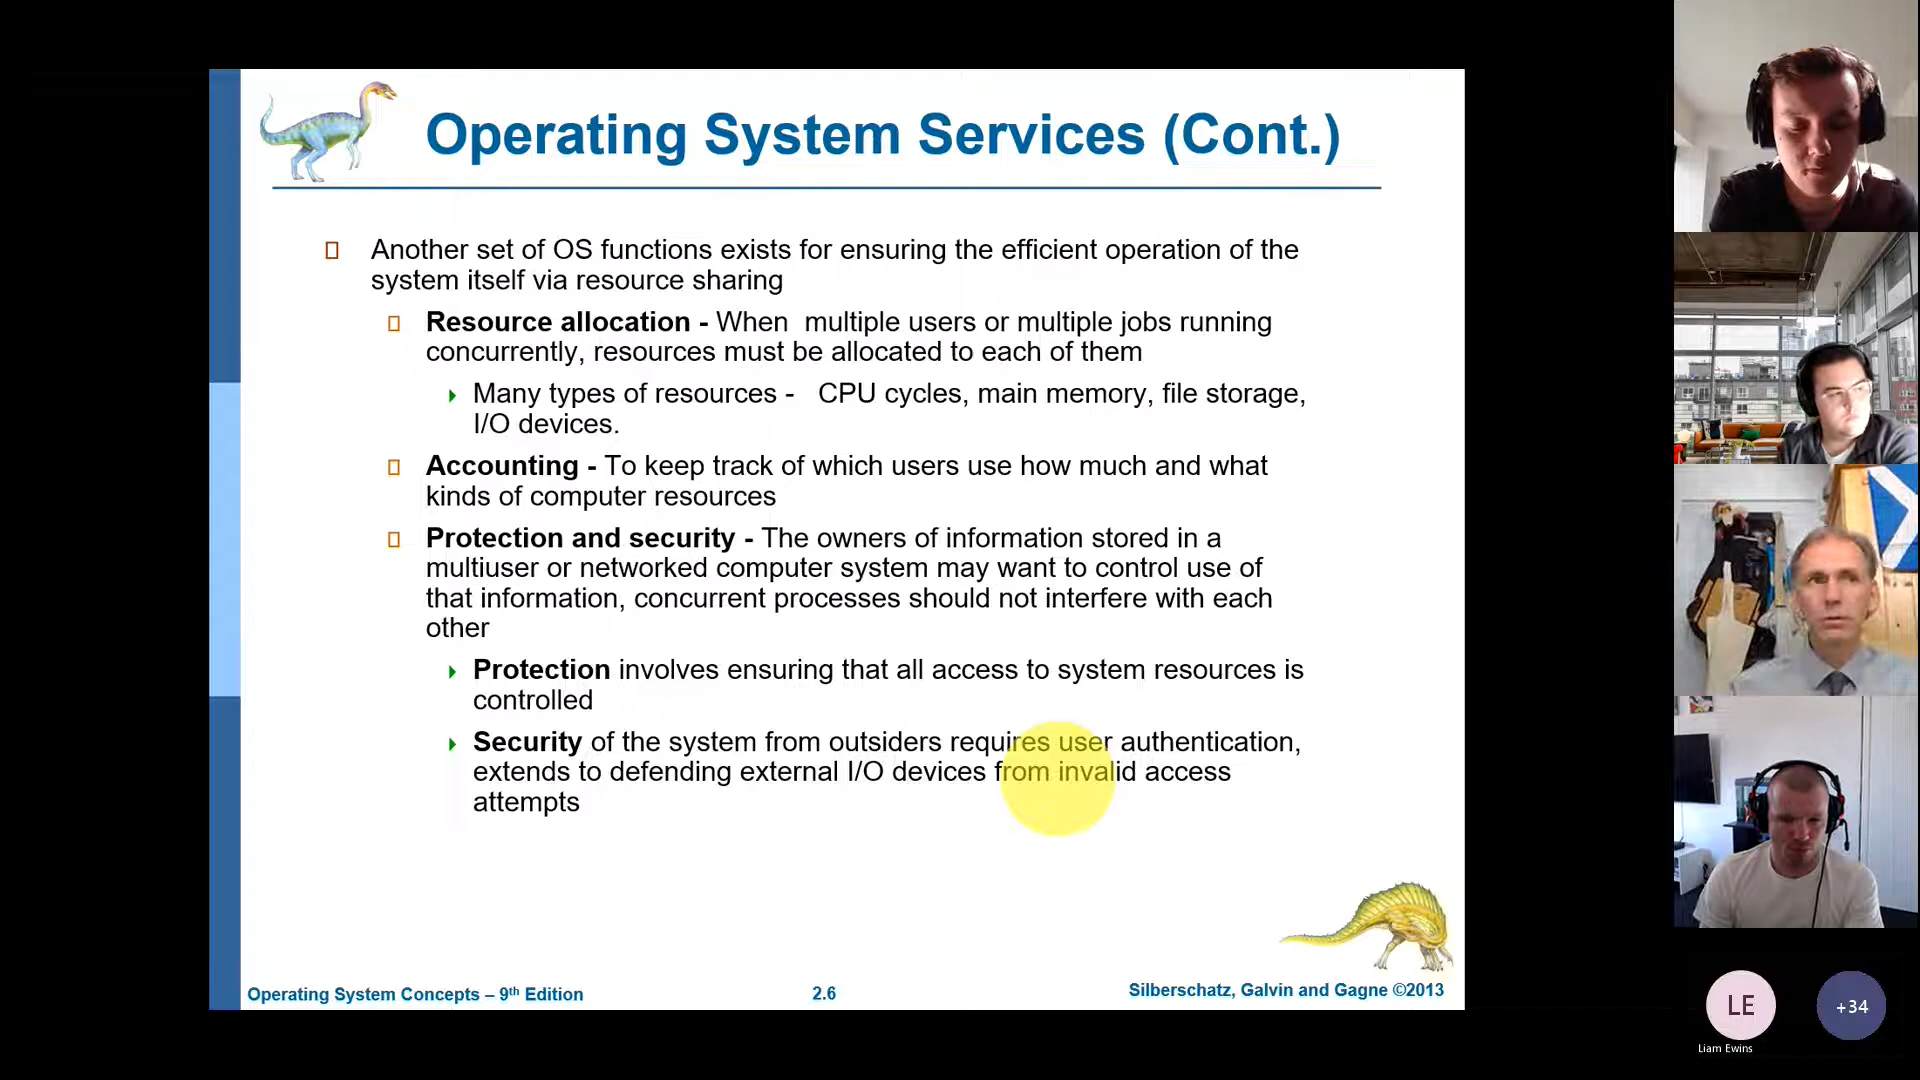 Operating System Services (Cont.)
Another set of OS functions exists for ensuring the efficient operation of the
system itself via resource sharing
Resource allocation - When  multiple users or multiple jobs running
concurrently, resources must be allocated to each of them
Many types of resources -   CPU cycles, main memory, file storage,
I/O devices.
Accounting - To keep track of which users use how much and what
kinds of computer resources
Protection and security - The owners of information stored in a
multiuser or networked computer system may want to control use of
that information, concurrent processes should not interfere with each
other
Protection involves ensuring that all access to system resources is
controlled
Security of the system from outsiders requires user authentication,
extends to defending external I/O devices from invalid access
attempts
Operating System Concepts – 9th Edition
2.6
Silberschatz, Galvin and Gagne ©2013
LE
+34
Liam Ewins